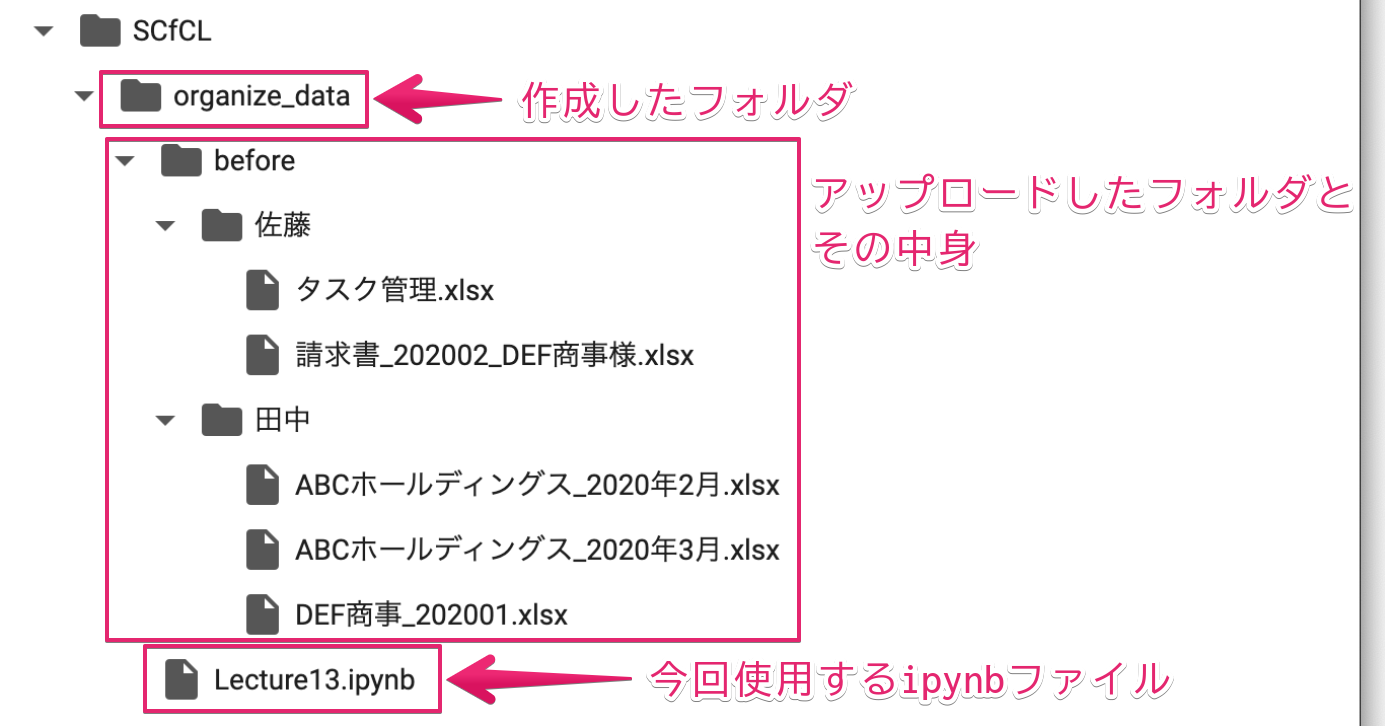 SCfCL
organize_data
作成したフォルダ
before
アップロードしたフォルダと
その中身
佐藤
タスク管理.xlsx
請求書_202002_DEF商事様.xlsx
田中
ABCホールディングス_2020年2月.xlsx
ABCホールディングス_2020年3月.xlsx
DEF商事_202001.xlsx
Lecture13.ipynb
今回使用するipynbファイル